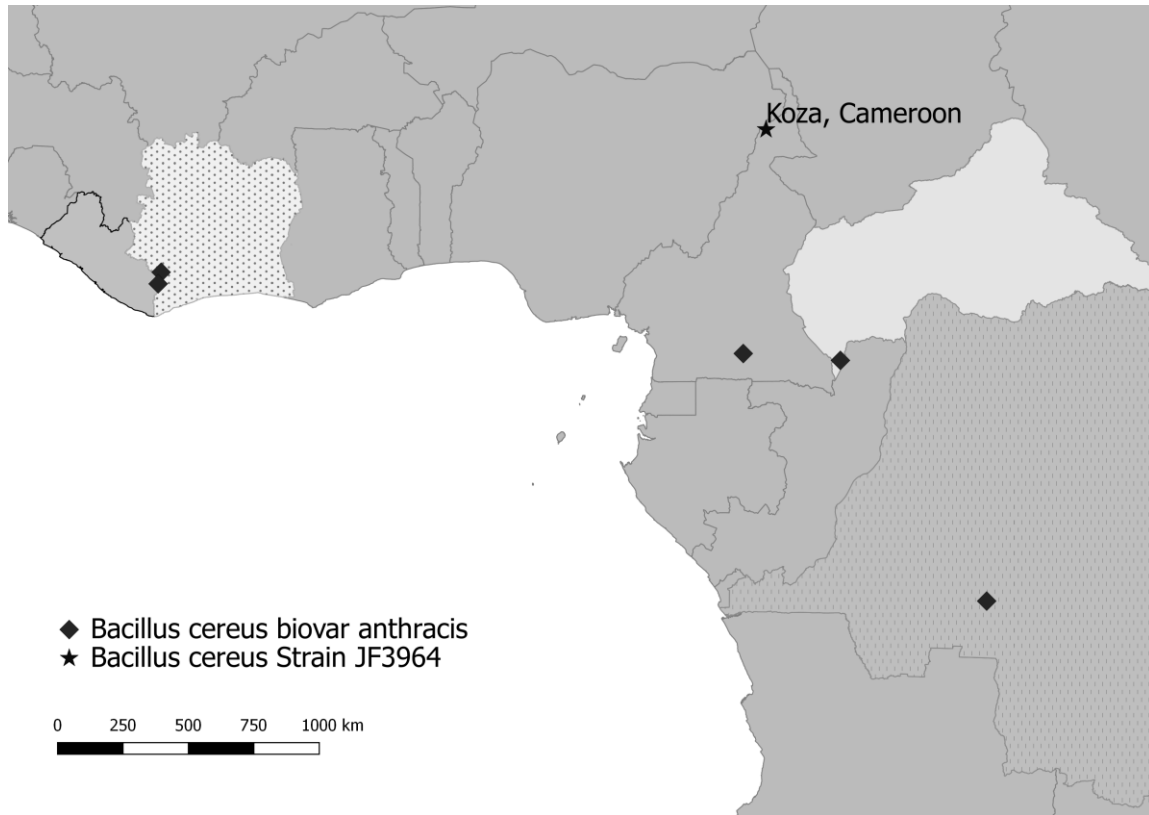 Koza, Cameroon
Bacillus cereus biovar anthracis
Bacillus cereus Strain JF3964
0 250 500 750 1000 km